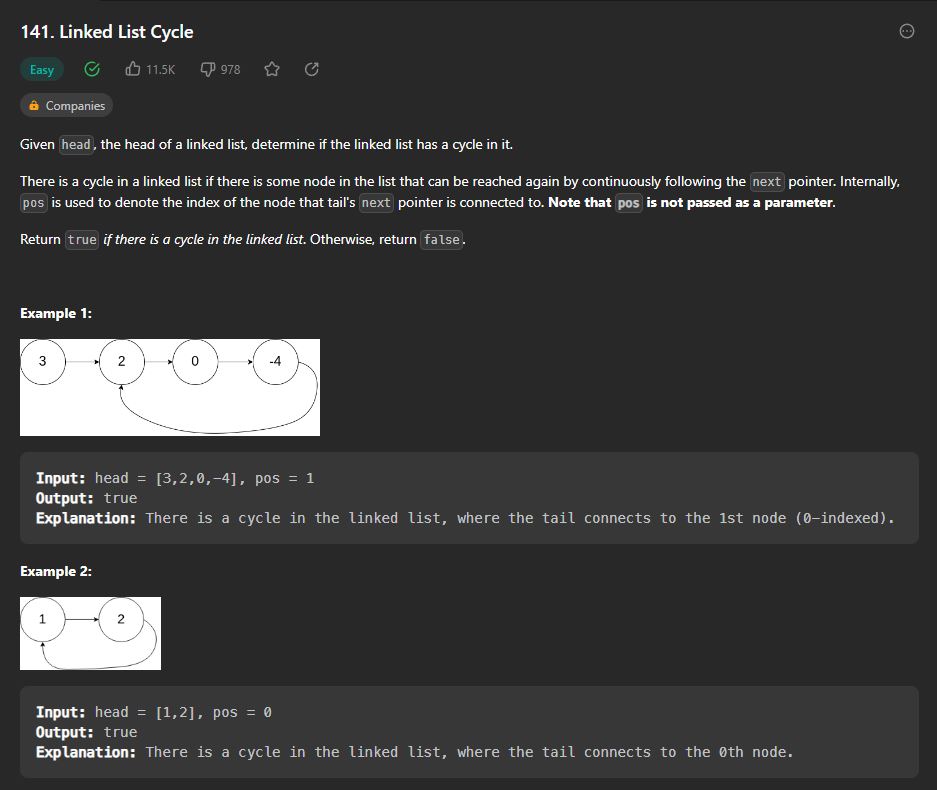 141. Linked List Cycle
Easy 11.5K 978
Companies
Given head, the head of a linked list, determine if the linked list has a cycle in it.
There is a cycle in a linked list if there is some node in the list that can be reached again by continuously following the next pointer. Internally,
pos is used to denote the index of the node that tail's next pointer is connected to. Note that pos is not passed as a parameter.
Return true if there is a cycle in the linked list. Otherwise, return false.
Example 1:
3 2 0 -4
Input: head = [3,2,0,-4], pos = 1
Output: true
Explanation: There is a cycle in the linked list, where the tail connects to the 1st node (0-indexed).
Example 2:
1 2
Input: head = [1,2], pos = 0
Output: true
Explanation: There is a cycle in the linked list, where the tail connects to the 0th node.